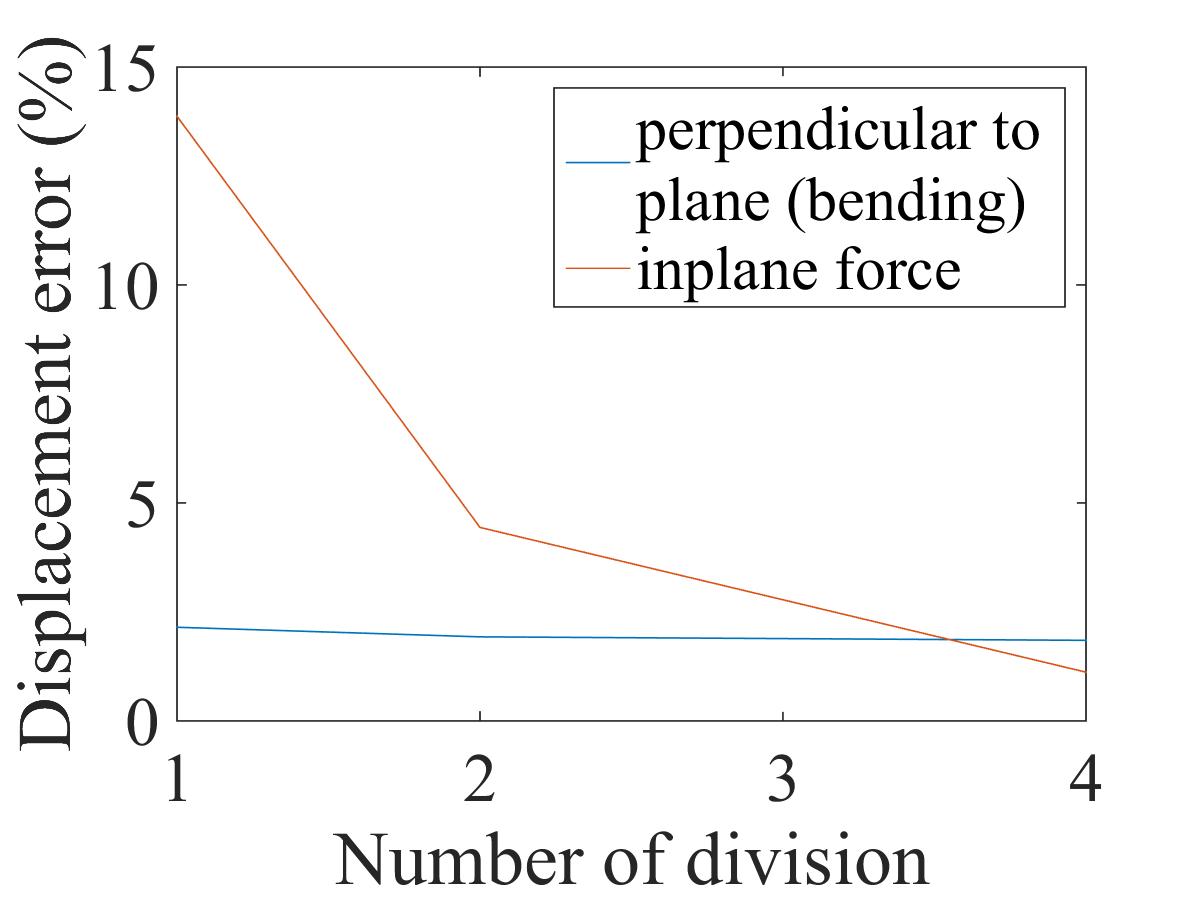 Displacement error (%)
15
10
5
0
perpendicular to
plane (bending)
inplane force
1 2 3 4
Number of division